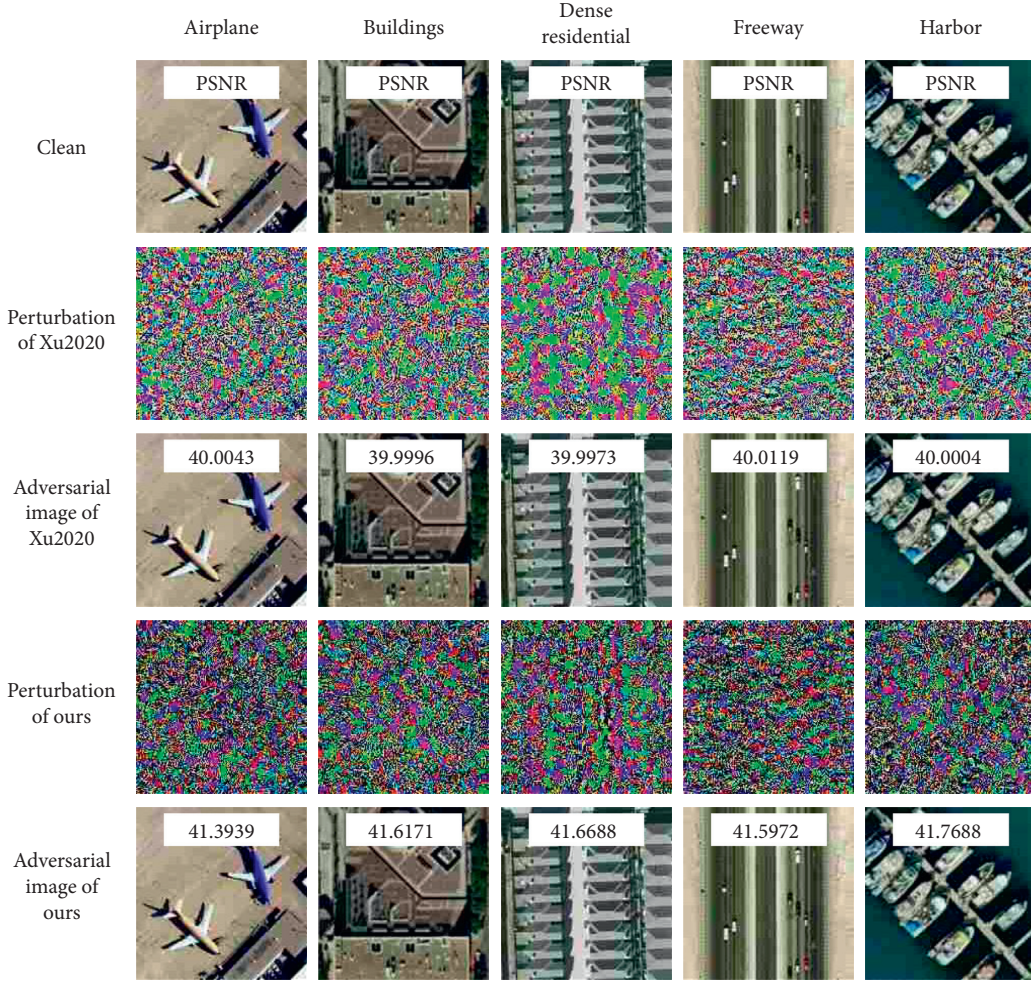 Airplane
Buildings
Dense
residential
Freeway
Harbor
Clean
PSNR
PSNR
PSNR
PSNR
PSNR
Perturbation
of Xu2020
Adversarial
image of
Xu2020
40.0043
39.9996
39.9973
40.0119
40.0004
Perturbation
of ours
Adversarial
image of
ours
41.3939
41.6171
41.6688
41.5972
41.7688